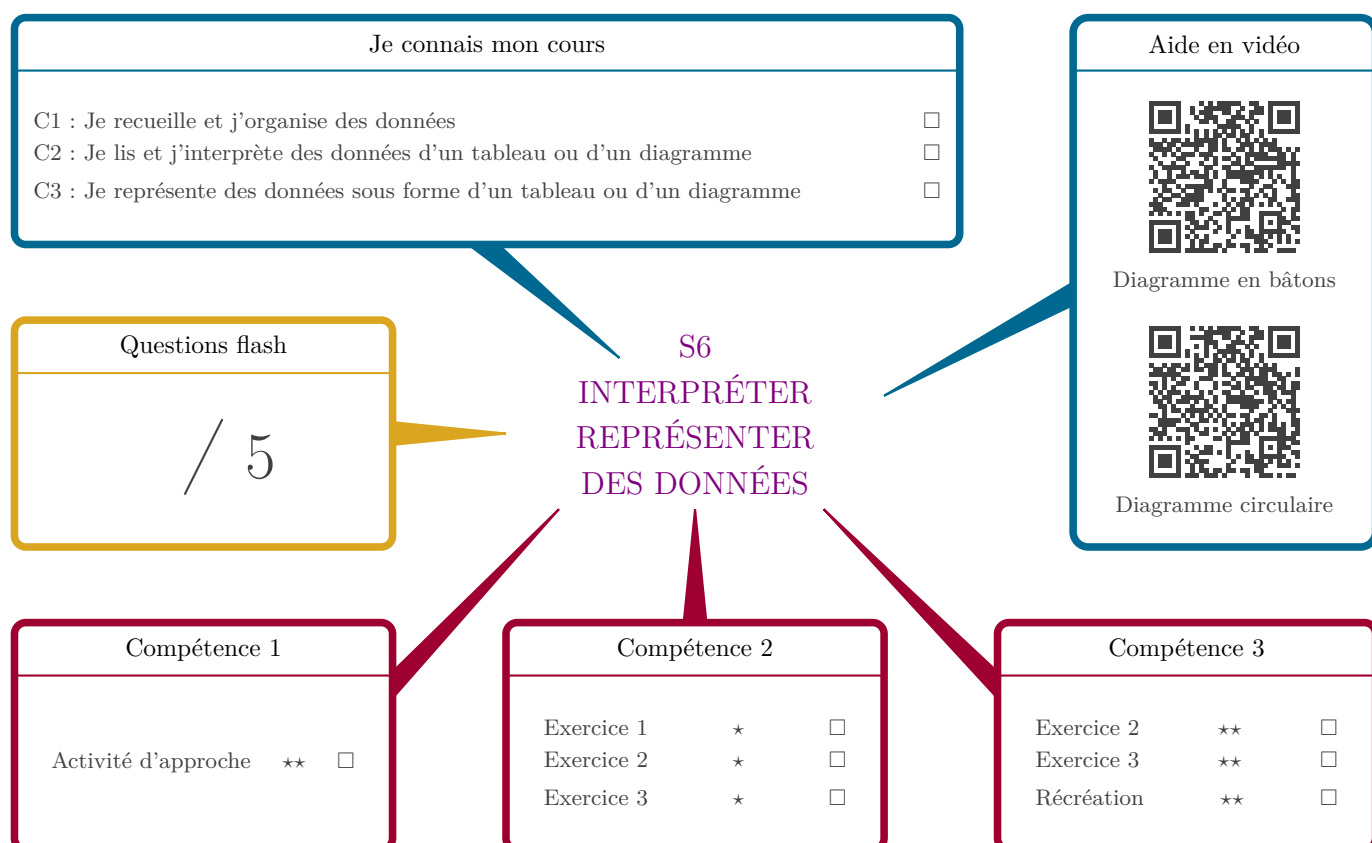 Je connais mon cours
C1 : Je recueille et j'organise des données □
C2 : Je lis et j'interprète des données d'un tableau ou d'un diagramme □
C3 : Je représente des données sous forme d'un tableau ou d'un diagramme □
Aide en vidéo
Diagramme en bâtons
Diagramme circulaire
Questions flash
/ 5
S6
INTERPRÉTER
REPRÉSENTER
DES DONNÉES
Compétence 1
Activité d'approche ⋆⋆ □
Compétence 2
Exercice 1 ⋆ □
Exercice 2 ⋆ □
Exercice 3 ⋆ □
Compétence 3
Exercice 2 ⋆⋆ □
Exercice 3 ⋆⋆ □
Récréation ⋆⋆ □